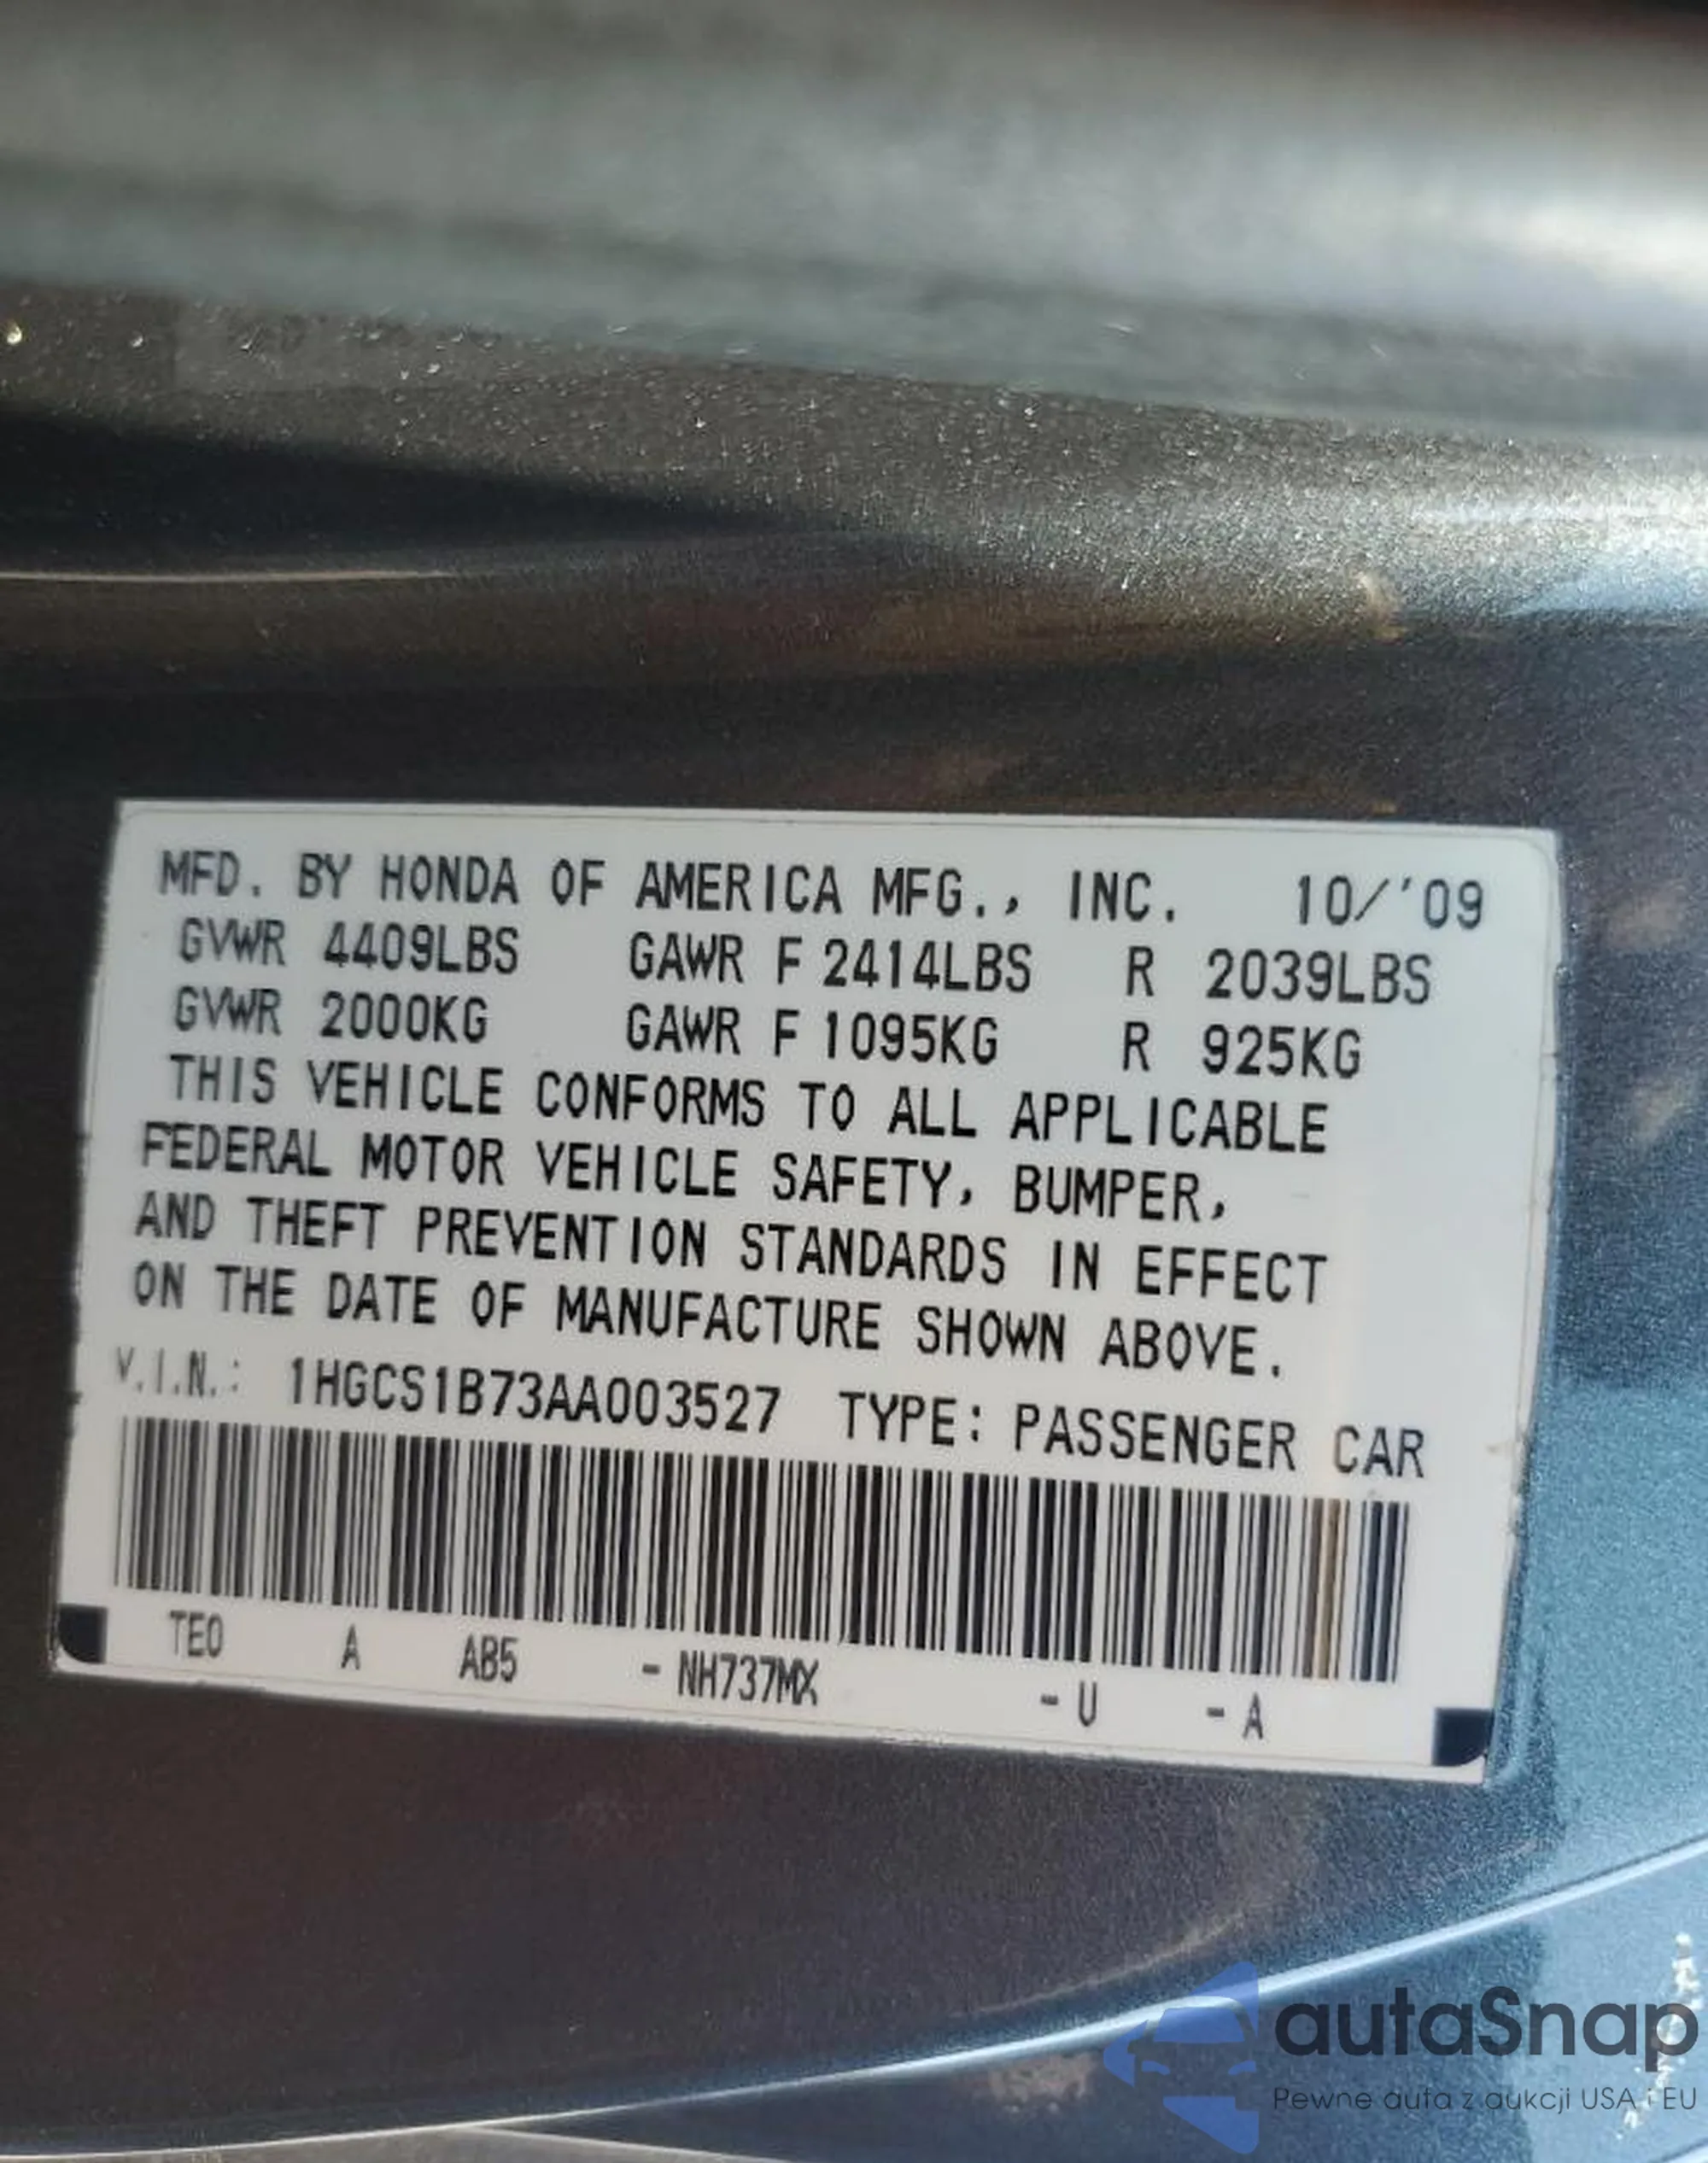 MFD. BY HONDA OF AMERICA MFG., INC. 10/'09
GVWR 4409LBS GAWR F 2414LBS R 2039LBS
GVWR 2000KG GAWR F 1095KG R 925KG
THIS VEHICLE CONFORMS TO ALL APPLICABLE
FEDERAL MOTOR VEHICLE SAFETY, BUMPER,
AND THEFT PREVENTION STANDARDS IN EFFECT
ON THE DATE OF MANUFACTURE SHOWN ABOVE.
V.I.N.: 1HGCS1B73AA003527 TYPE: PASSENGER CAR
TE0 A AB5 - NH737MX - U - A
autaSnap
Pewne auta z aukcji USA i EU